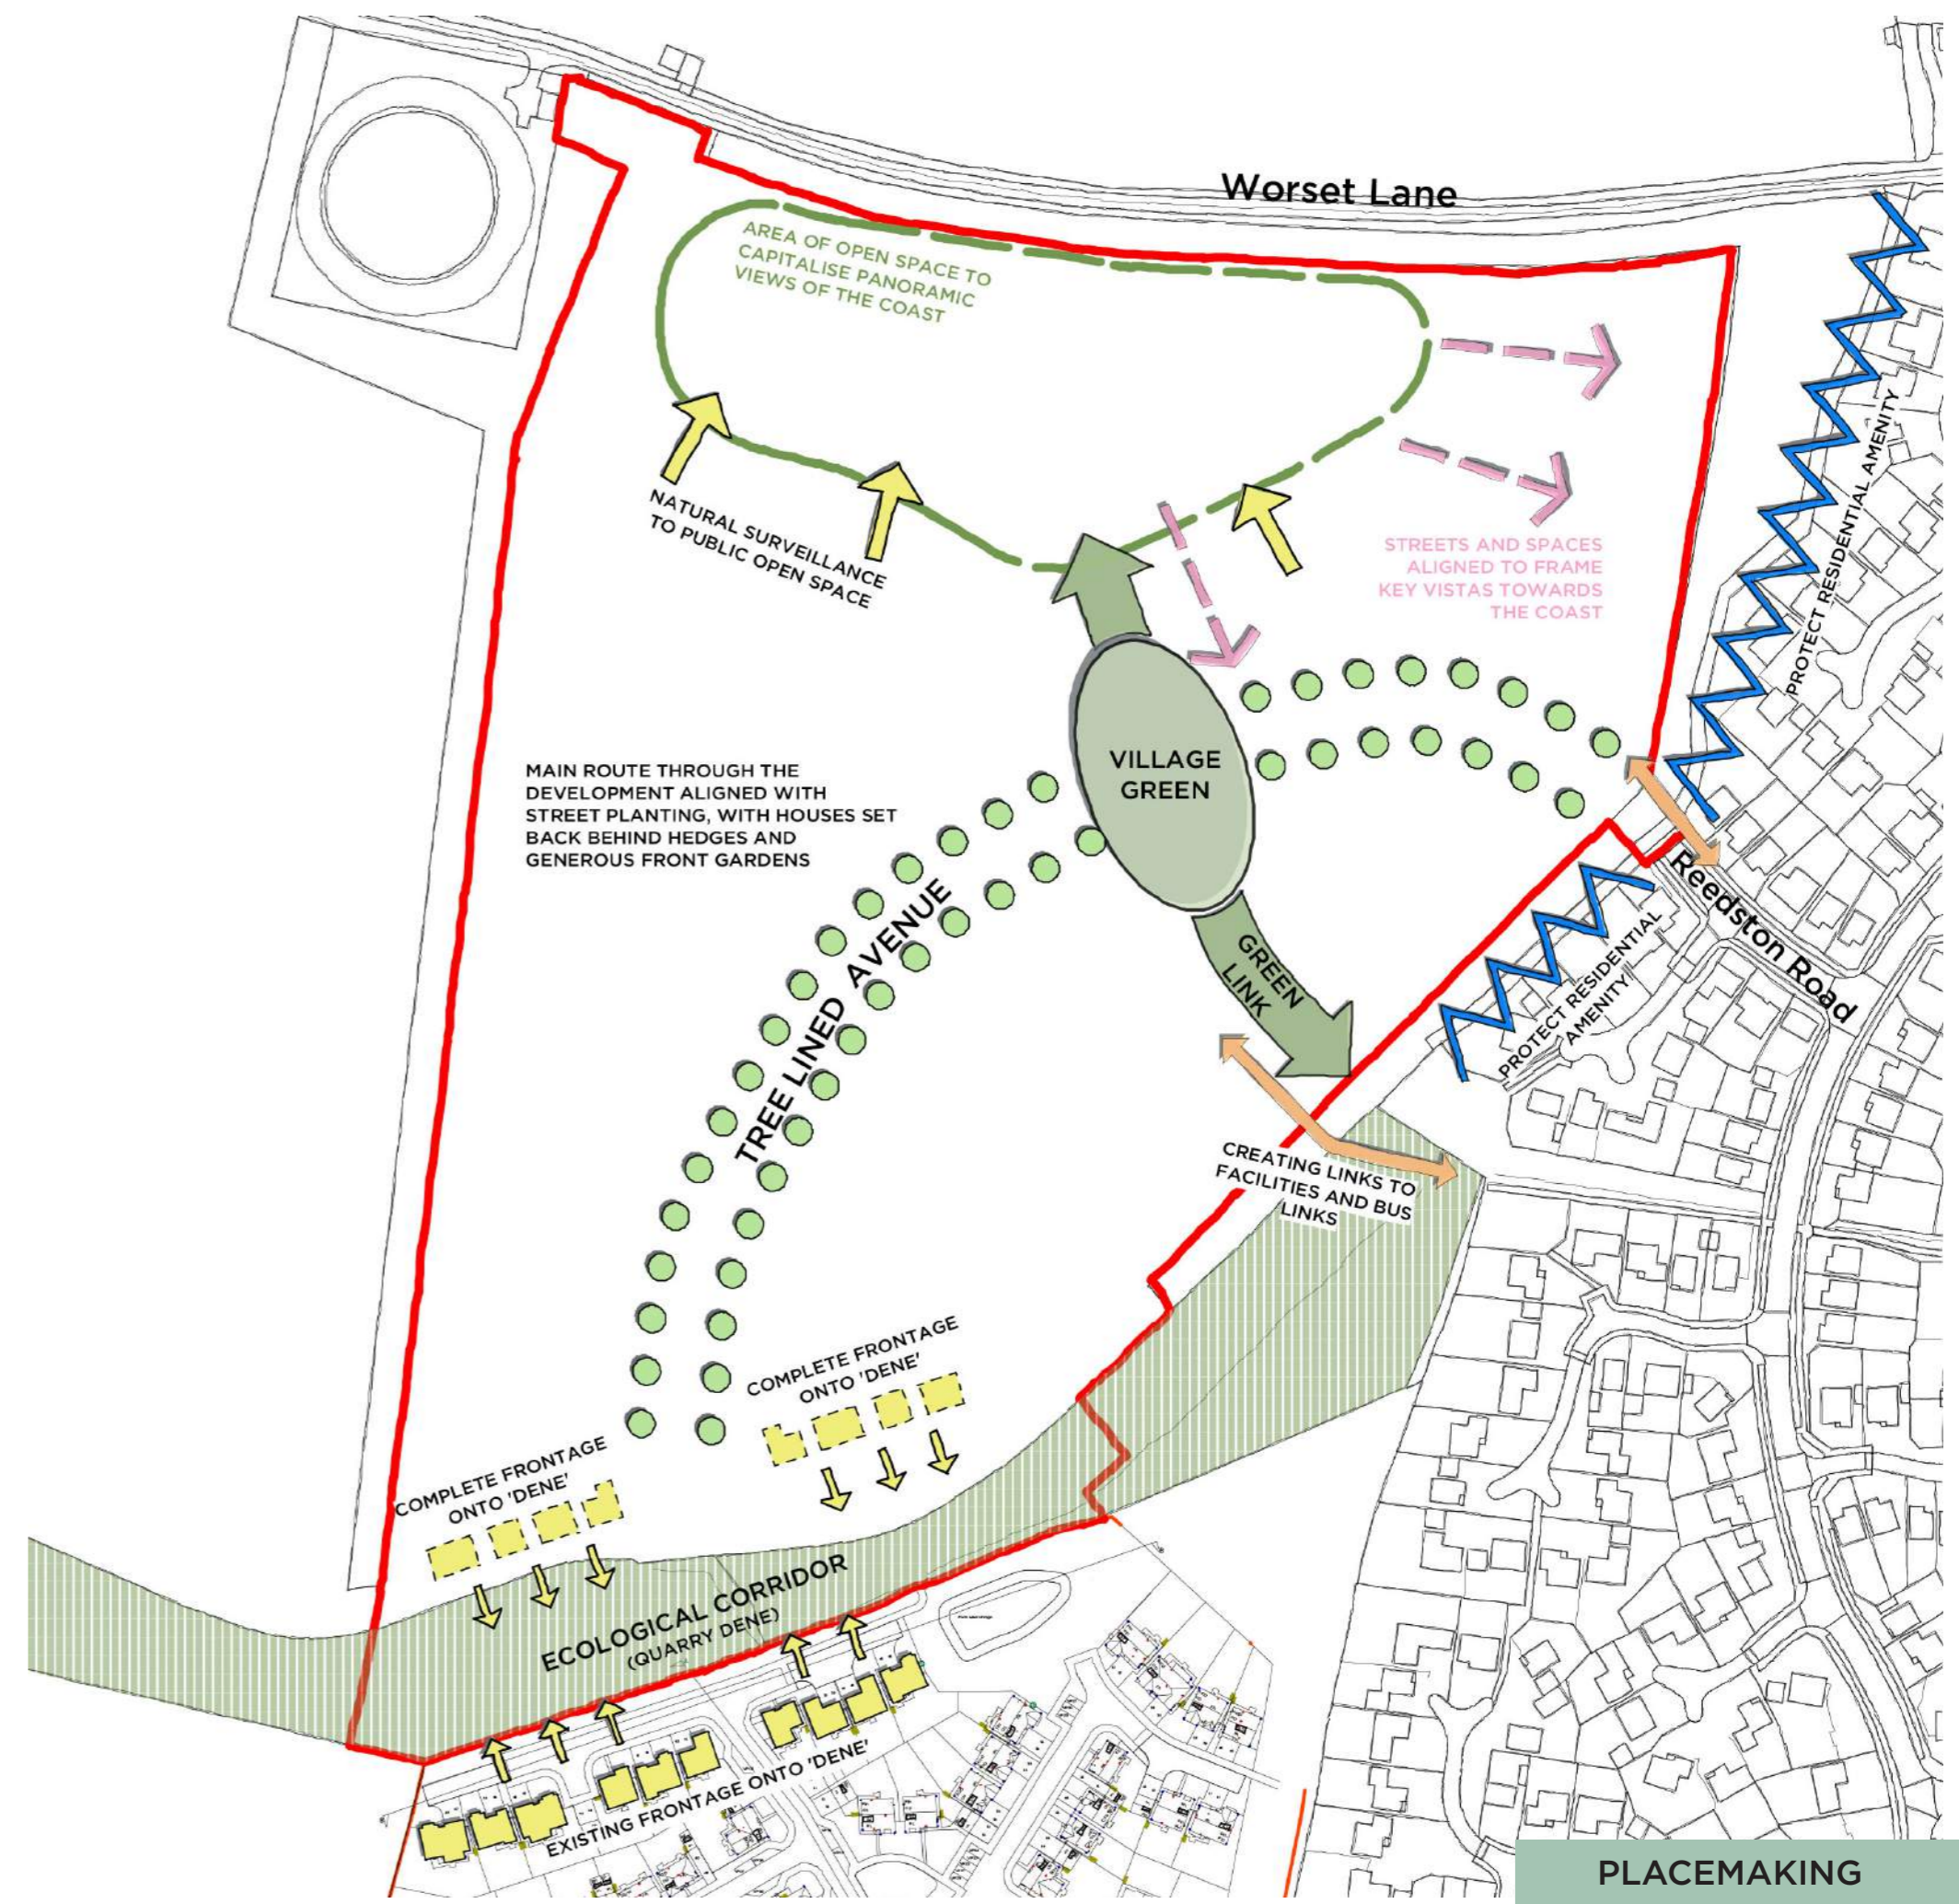 Worset Lane
AREA OF OPEN SPACE TO
CAPITALISE PANORAMIC
VIEWS OF THE COAST
NATURAL SURVEILLANCE
TO PUBLIC OPEN SPACE
STREETS AND SPACES
ALIGNED TO FRAME
KEY VISTAS TOWARDS
THE COAST
PROTECT RESIDENTIAL AMENITY
VILLAGE
GREEN
MAIN ROUTE THROUGH THE
DEVELOPMENT ALIGNED WITH
STREET PLANTING, WITH HOUSES SET
BACK BEHIND HEDGES AND
GENEROUS FRONT GARDENS
TREE LINED AVENUE
GREEN
LINK
Reedston Road
PROTECT RESIDENTIAL
AMENITY
CREATING LINKS TO
FACILITIES AND BUS
LINKS
COMPLETE FRONTAGE
ONTO 'DENE'
COMPLETE FRONTAGE
ONTO 'DENE'
ECOLOGICAL CORRIDOR
(QUARRY DENE)
EXISTING FRONTAGE ONTO 'DENE'
PLACEMAKING